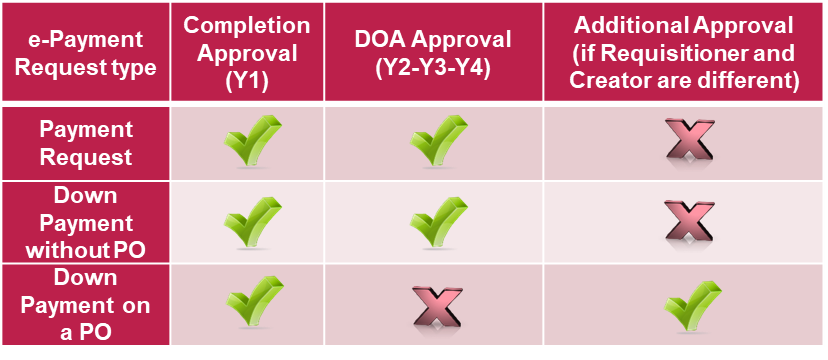 e-Payment
Request type
Completion
Approval
(Y1)
DOA Approval
(Y2-Y3-Y4)
Additional Approval
(if Requisitioner and
Creator are different)
Payment
Request
Down
Payment
without PO
Down
Payment on
a PO